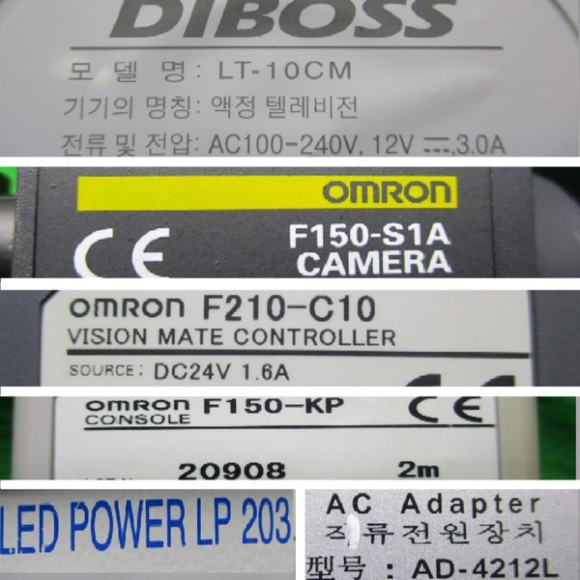 DIBOSS
모 델 명 : LT-10CM
기기의 명칭: 액정 텔레비전
전류 및 전압: AC100-240V, 12V ⎓,3.0A
OMRON
CE F150-S1A
CAMERA
OMRON F210-C10
VISION MATE CONTROLLER
SOURCE: DC24V 1.6A
OMRON F150-KP CE
CONSOLE
20908 2m
LED POWER LP 203
AC Adapter
직류전원장치
型号 : AD-4212L